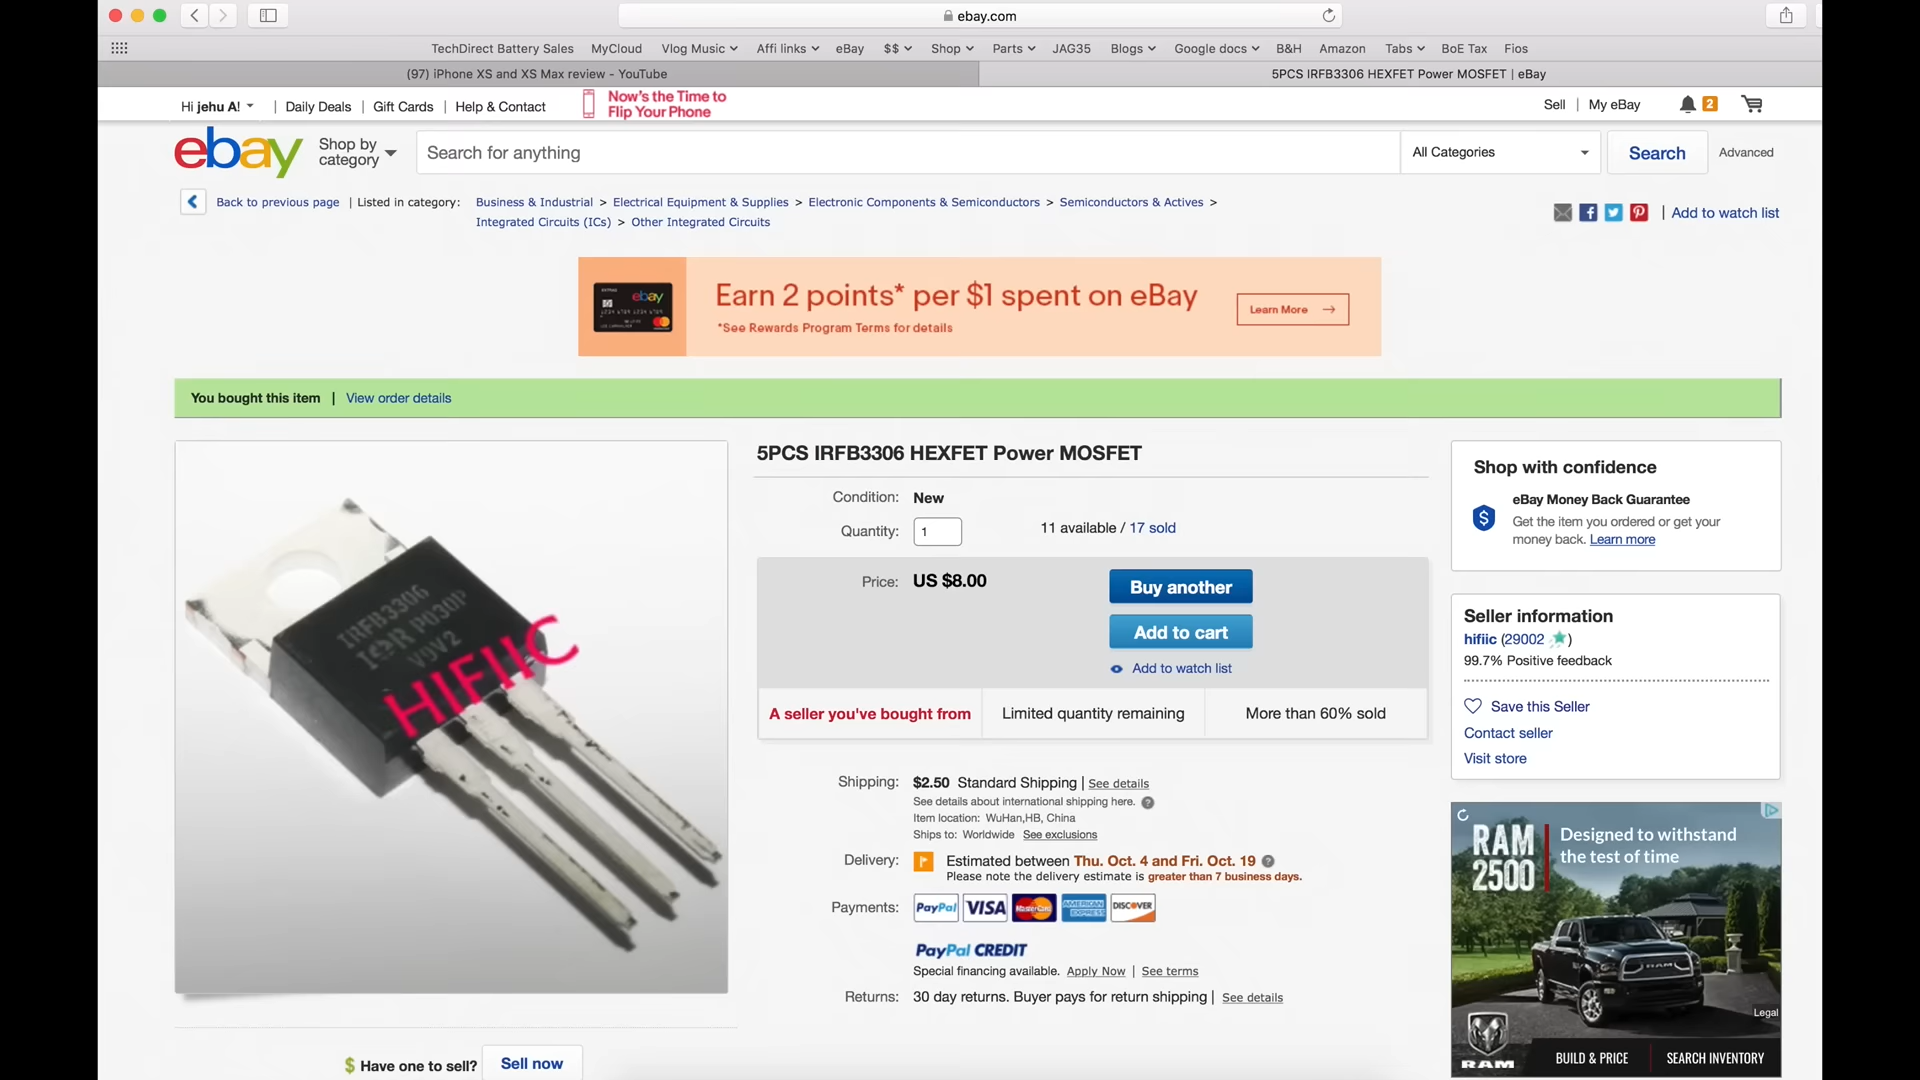 ebay.com
TechDirect Battery Sales MyCloud Vlog Music Affi links eBay $$ Shop Parts JAG35 Blogs Google docs B&H Amazon Tabs BoE Tax Fios
(97) iPhone XS and XS Max review - YouTube
5PCS IRFB3306 HEXFET Power MOSFET | eBay
Hi jehu A! | Daily Deals | Gift Cards | Help & Contact
Now's the Time to
Flip Your Phone
Sell | My eBay 2
ebay
Shop by
category
Search for anything
All Categories
Search
Advanced
Back to previous page | Listed in category: Business & Industrial > Electrical Equipment & Supplies > Electronic Components & Semiconductors > Semiconductors & Actives >
Integrated Circuits (ICs) > Other Integrated Circuits
| Add to watch list
ebay
Earn 2 points* per $1 spent on eBay
*See Rewards Program Terms for details
Learn More
You bought this item | View order details
IRFB3306
IOR P030P
V0V2
HIFIIC
5PCS IRFB3306 HEXFET Power MOSFET
Condition: New
Quantity: 1
11 available / 17 sold
Price: US $8.00
Buy another
Add to cart
Add to watch list
A seller you've bought from
Limited quantity remaining
More than 60% sold
Shipping: $2.50 Standard Shipping | See details
See details about international shipping here. ?
Item location: WuHan,HB, China
Ships to: Worldwide See exclusions
Delivery: Estimated between Thu. Oct. 4 and Fri. Oct. 19 ?
Please note the delivery estimate is greater than 7 business days.
Payments: PayPal VISA MasterCard AMERICAN EXPRESS DISCOVER
PayPal CREDIT
Special financing available. Apply Now | See terms
Returns: 30 day returns. Buyer pays for return shipping | See details
Shop with confidence
$
eBay Money Back Guarantee
Get the item you ordered or get your
money back. Learn more
Seller information
hifiic (29002 )
99.7% Positive feedback
Save this Seller
Contact seller
Visit store
RAM
2500
Designed to withstand
the test of time
RAM
Legal
RAM
BUILD & PRICE
SEARCH INVENTORY
$ Have one to sell? Sell now